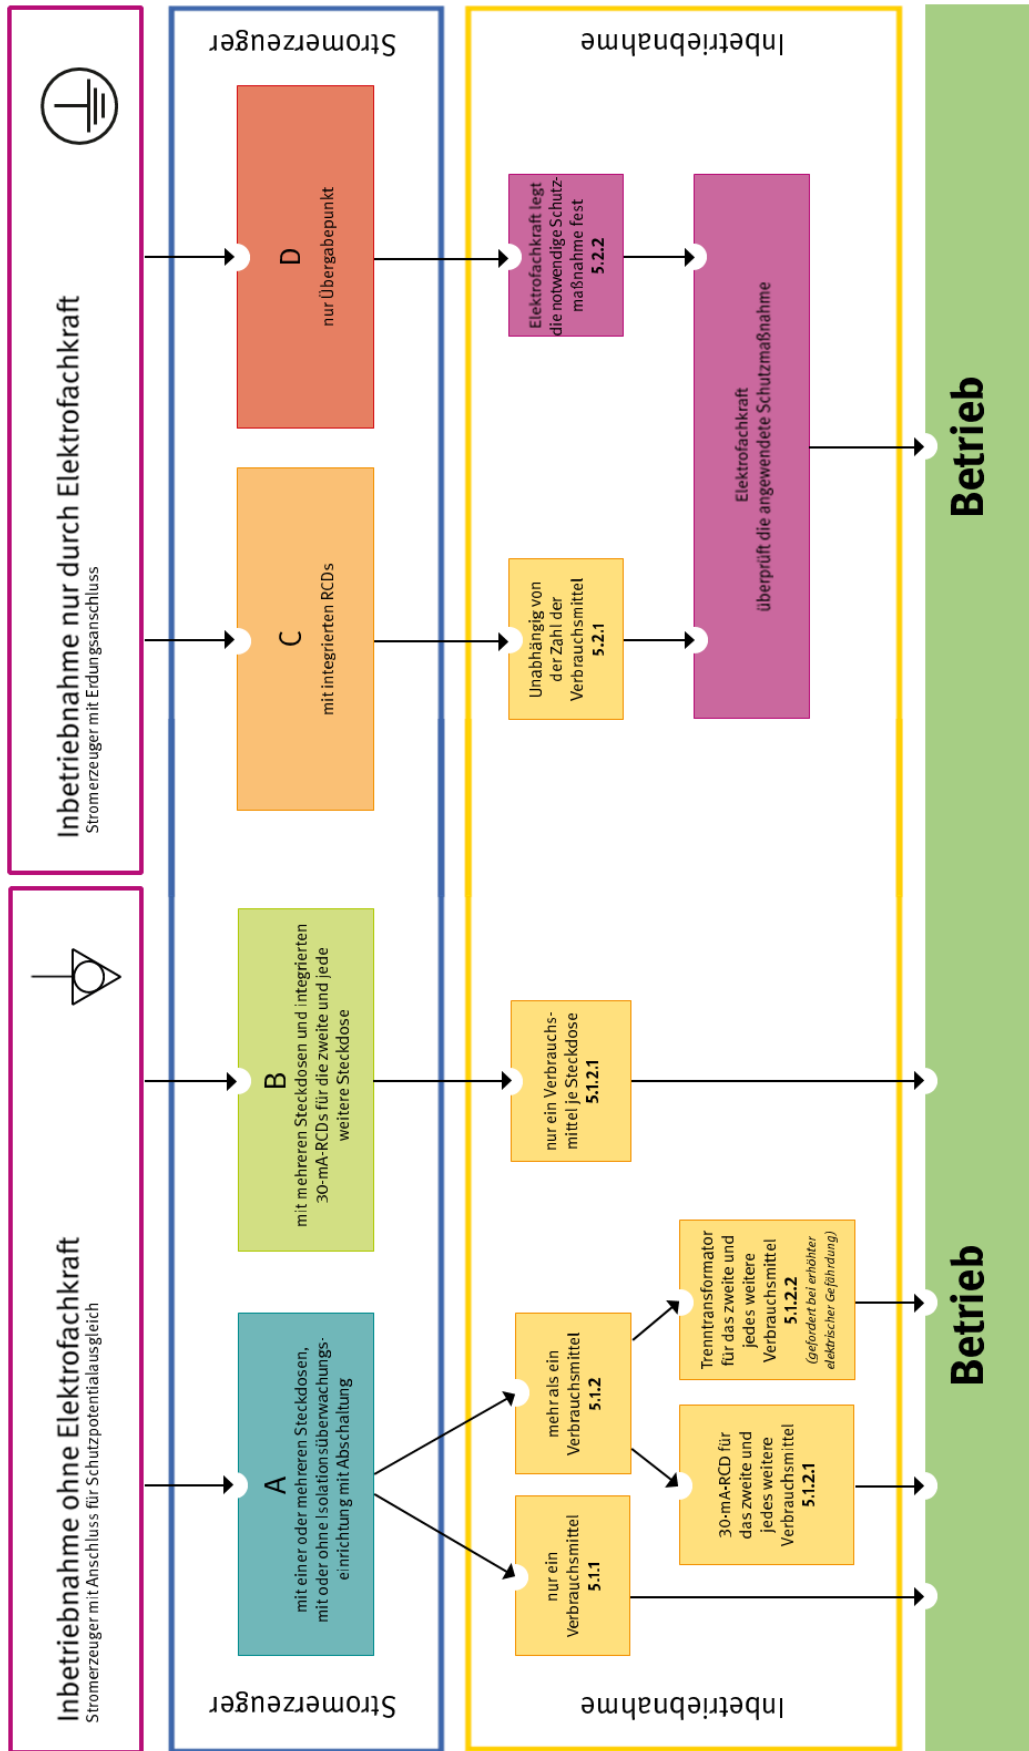 Inbetriebnahme ohne Elektrofachkraft
Stromerzeuger mit Anschluss für Schutzpotentialausgleich
Inbetriebnahme nur durch Elektrofachkraft
Stromerzeuger mit Erdungsanschluss
Stromerzeuger
A
mit einer oder mehreren Steckdosen,
mit oder ohne Isolationsüberwachungs-
einrichtung mit Abschaltung
B
mit mehreren Steckdosen und integrierten
30-mA-RCDs für die zweite und jede
weitere Steckdose
C
mit integrierten RCDs
D
nur Übergabepunkt
Stromerzeuger
Inbetriebnahme
nur ein
Verbrauchsmittel
5.1.1
mehr als ein
Verbrauchsmittel
5.1.2
nur ein Verbrauchs-
mittel je Steckdose
5.1.2.1
Unabhängig von
der Zahl der
Verbrauchsmittel
5.2.1
Elektrofachkraft legt
die notwendige Schutz-
maßnahme fest
5.2.2
Inbetriebnahme
30-mA-RCD für
das zweite und
jedes weitere
Verbrauchsmittel
5.1.2.1
Trenntransformator
für das zweite und
jedes weitere
Verbrauchsmittel
5.1.2.2
(gefordert bei erhöhter
elektrischer Gefährdung)
Elektrofachkraft
überprüft die angewendete Schutzmaßnahme
Betrieb
Betrieb